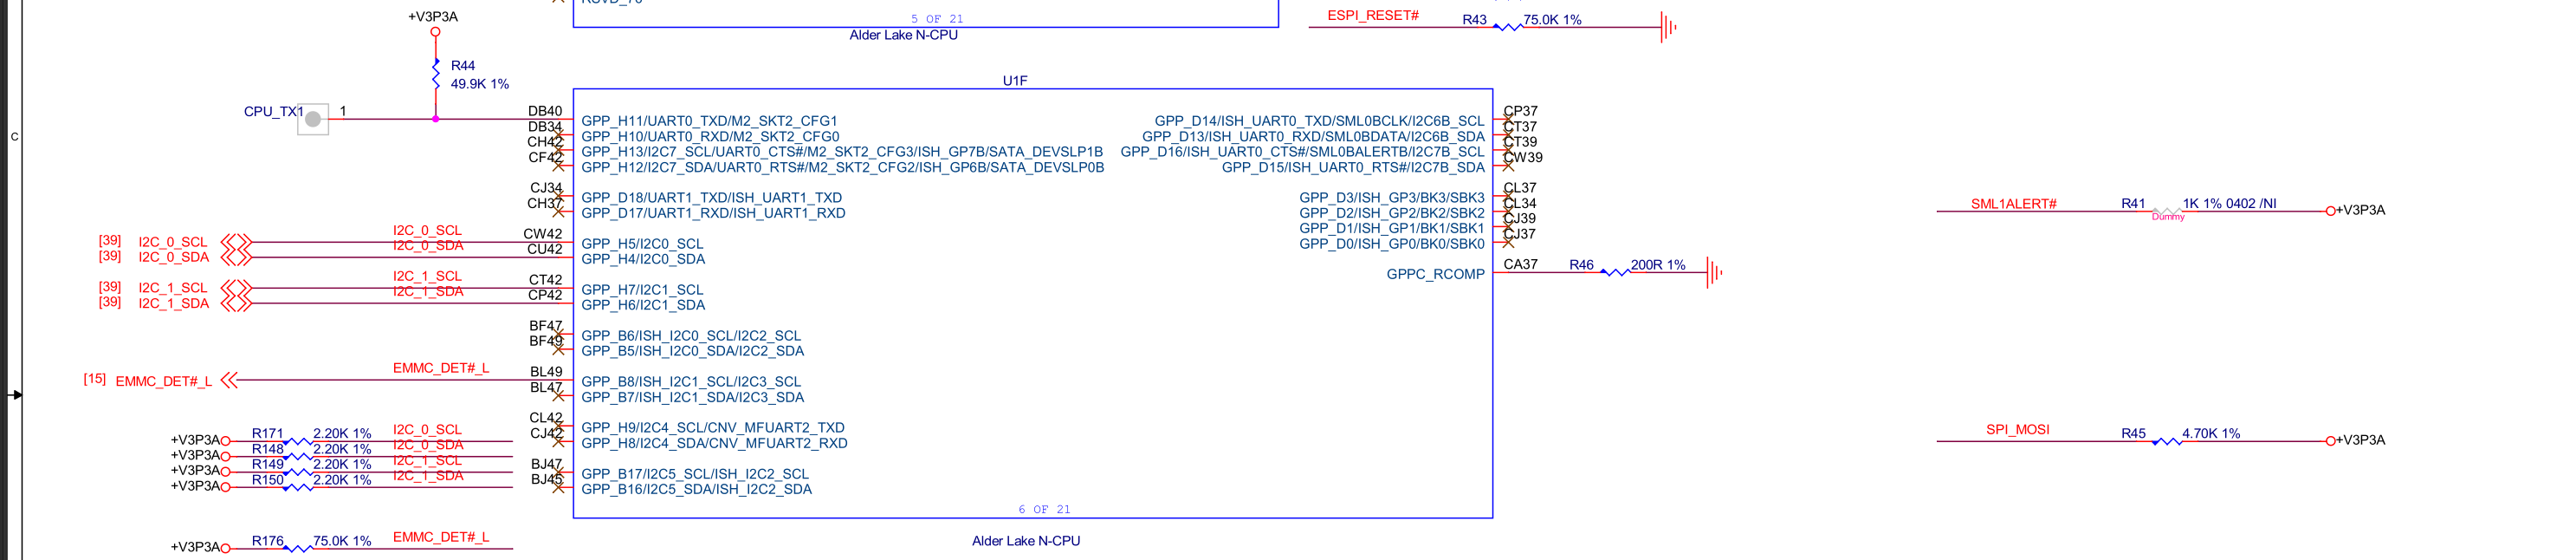 RSVD_76
5 OF 21
Alder Lake N-CPU
ESPI_RESET# R43 75.0K 1%
+V3P3A
R44
49.9K 1%
CPU_TX1 1
C
U1F
DB40 GPP_H11/UART0_TXD/M2_SKT2_CFG1
DB34 GPP_H10/UART0_RXD/M2_SKT2_CFG0
CH42 GPP_H13/I2C7_SCL/UART0_CTS#/M2_SKT2_CFG3/ISH_GP7B/SATA_DEVSLP1B
CF42 GPP_H12/I2C7_SDA/UART0_RTS#/M2_SKT2_CFG2/ISH_GP6B/SATA_DEVSLP0B
CJ34 GPP_D18/UART1_TXD/ISH_UART1_TXD
CH37 GPP_D17/UART1_RXD/ISH_UART1_RXD
[39] I2C_0_SCL I2C_0_SCL CW42 GPP_H5/I2C0_SCL
[39] I2C_0_SDA I2C_0_SDA CU42 GPP_H4/I2C0_SDA
[39] I2C_1_SCL I2C_1_SCL CT42 GPP_H7/I2C1_SCL
[39] I2C_1_SDA I2C_1_SDA CP42 GPP_H6/I2C1_SDA
BF47 GPP_B6/ISH_I2C0_SCL/I2C2_SCL
BF49 GPP_B5/ISH_I2C0_SDA/I2C2_SDA
[15] EMMC_DET#_L EMMC_DET#_L BL49 GPP_B8/ISH_I2C1_SCL/I2C3_SCL
BL47 GPP_B7/ISH_I2C1_SDA/I2C3_SDA
CL42 GPP_H9/I2C4_SCL/CNV_MFUART2_TXD
CJ42 GPP_H8/I2C4_SDA/CNV_MFUART2_RXD
BJ47 GPP_B17/I2C5_SCL/ISH_I2C2_SCL
BJ45 GPP_B16/I2C5_SDA/ISH_I2C2_SDA
+V3P3A R171 2.20K 1% I2C_0_SCL
+V3P3A R148 2.20K 1% I2C_0_SDA
+V3P3A R149 2.20K 1% I2C_1_SCL
+V3P3A R150 2.20K 1% I2C_1_SDA
+V3P3A R176 75.0K 1% EMMC_DET#_L
GPP_D14/ISH_UART0_TXD/SML0BCLK/I2C6B_SCL CP37
GPP_D13/ISH_UART0_RXD/SML0BDATA/I2C6B_SDA CT37
GPP_D16/ISH_UART0_CTS#/SML0BALERTB/I2C7B_SCL CT39
GPP_D15/ISH_UART0_RTS#/I2C7B_SDA CW39
GPP_D3/ISH_GP3/BK3/SBK3 CL37
GPP_D2/ISH_GP2/BK2/SBK2 CL34
GPP_D1/ISH_GP1/BK1/SBK1 CJ39
GPP_D0/ISH_GP0/BK0/SBK0 CJ37
GPPC_RCOMP CA37 R46 200R 1%
6 OF 21
Alder Lake N-CPU
SML1ALERT# R41 1K 1% 0402 /NI +V3P3A
Dummy
SPI_MOSI R45 4.70K 1% +V3P3A